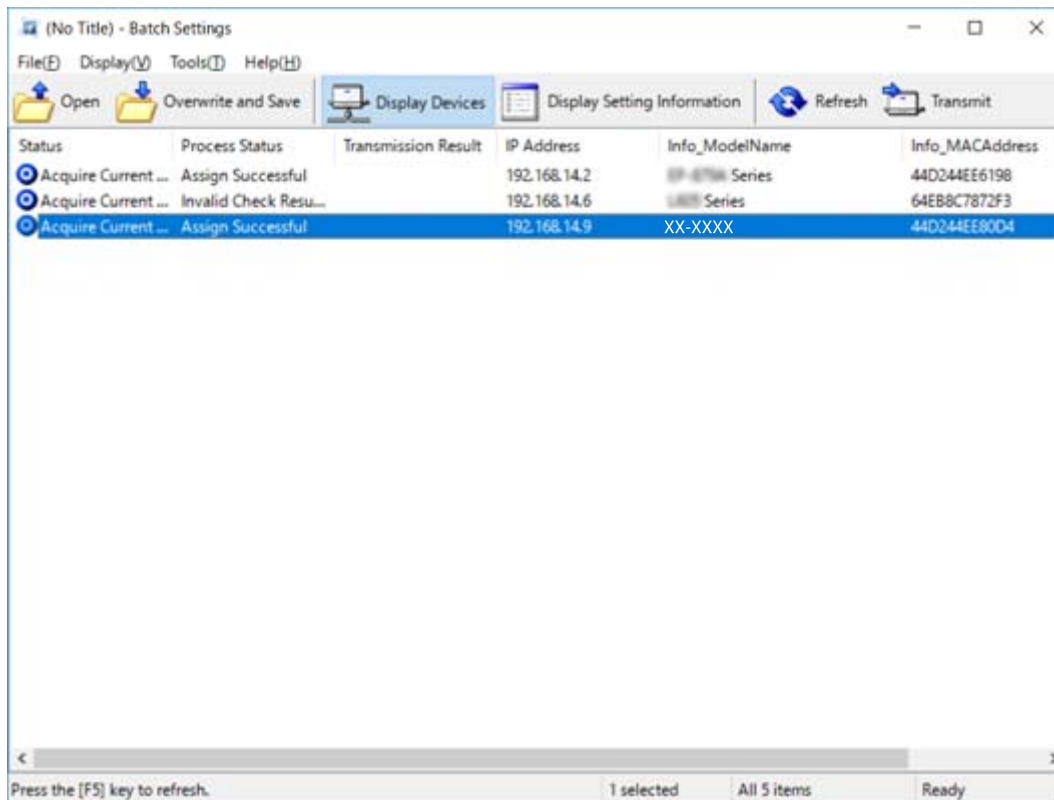 (No Title) - Batch Settings
File(F) Display(V) Tools(T) Help(H)
Open Overwrite and Save Display Devices Display Setting Information Refresh Transmit
Status Process Status Transmission Result IP Address Info_ModelName Info_MACAddress
Acquire Current ... Assign Successful 192.168.14.2 Series 44D244EE6198
Acquire Current ... Invalid Check Resu... 192.168.14.6 Series 64EB8C7872F3
Acquire Current ... Assign Successful 192.168.14.9 XX-XXXX 44D244EE80D4
Press the [F5] key to refresh. 1 selected All 5 items Ready